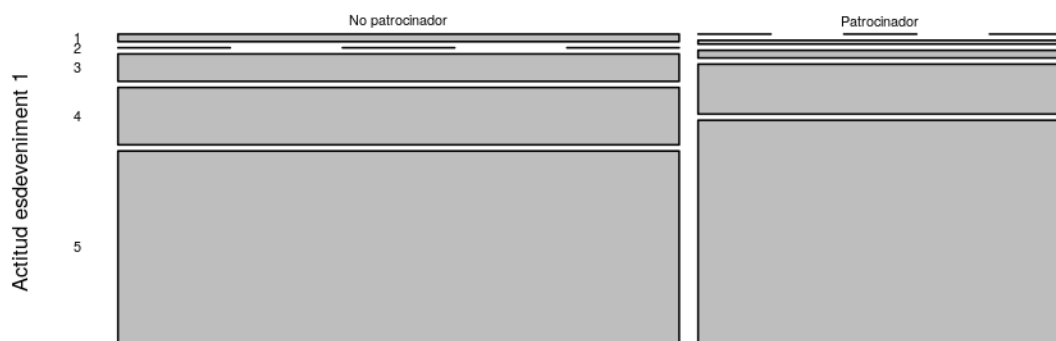 No patrocinador
Patrocinador
Actitud esdeveniment 1
1
2
3
4
5